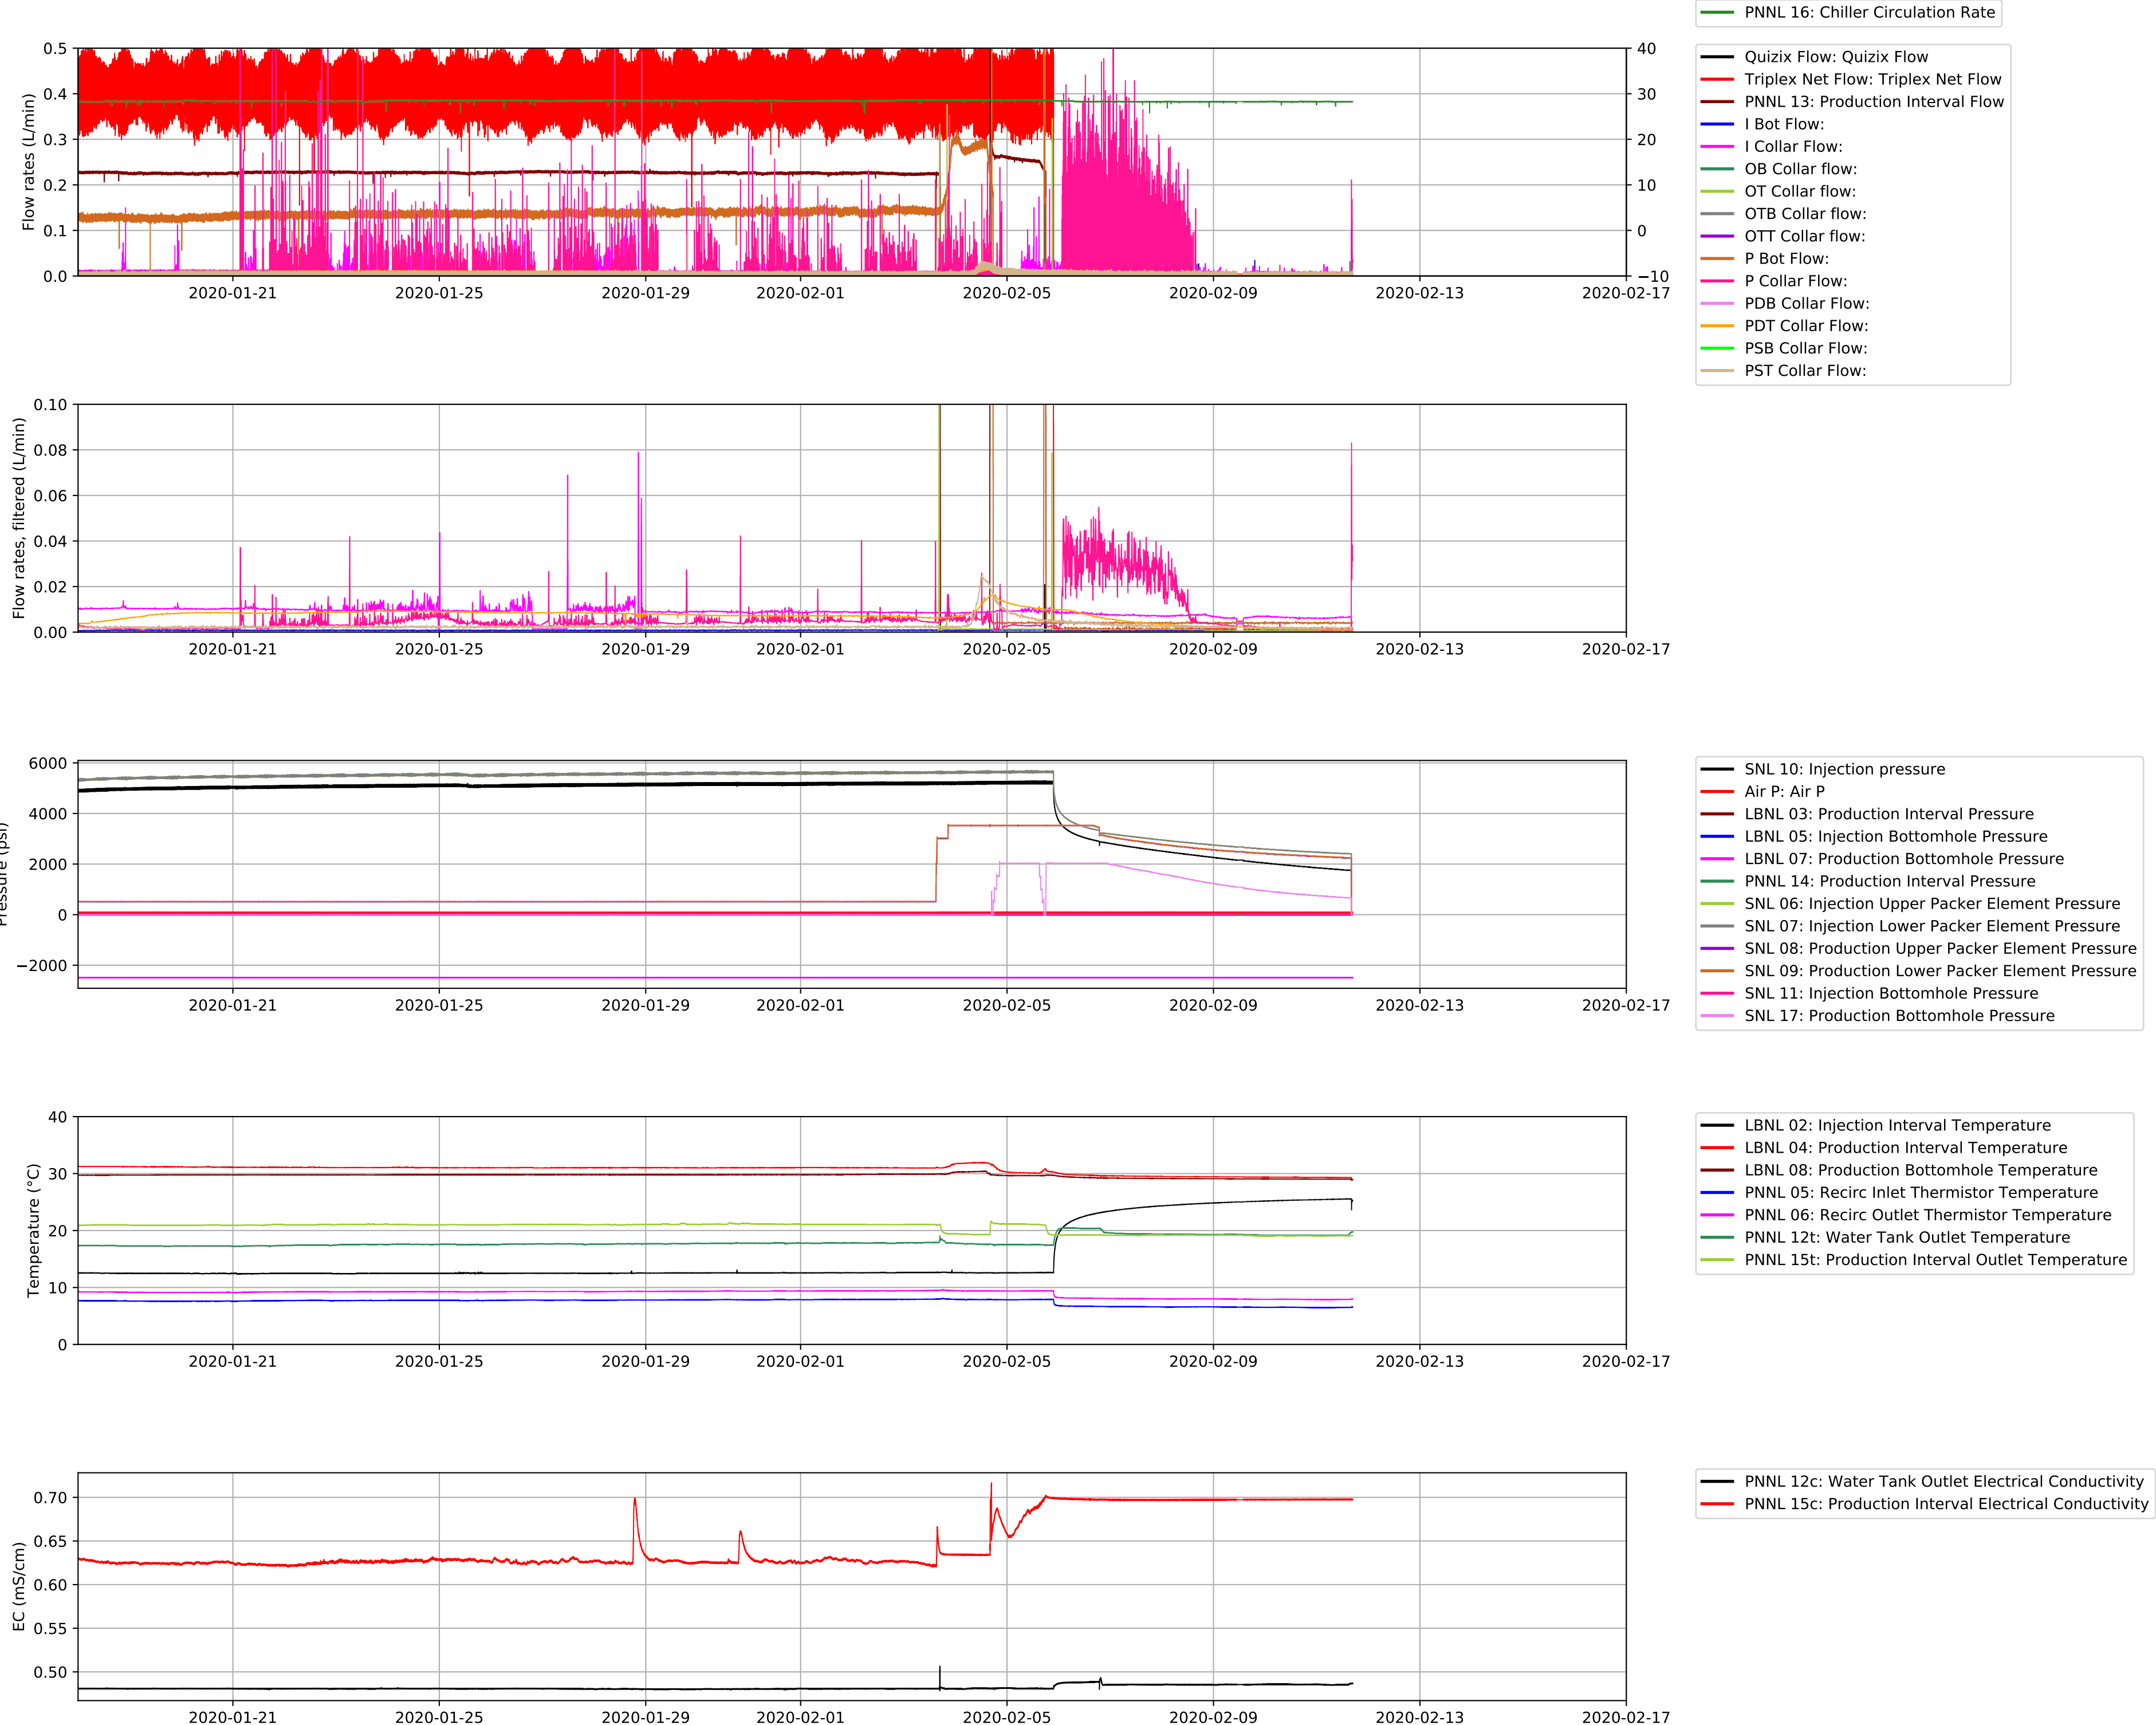 PNNL 16: Chiller Circulation Rate
0.5
0.4
0.3
0.2
0.1
0.0
Flow rates (L/min)
40
30
20
10
0
−10
2020-01-21 2020-01-25 2020-01-29 2020-02-01 2020-02-05 2020-02-09 2020-02-13 2020-02-17
Quizix Flow: Quizix Flow
Triplex Net Flow: Triplex Net Flow
PNNL 13: Production Interval Flow
I Bot Flow:
I Collar Flow:
OB Collar flow:
OT Collar flow:
OTB Collar flow:
OTT Collar flow:
P Bot Flow:
P Collar Flow:
PDB Collar Flow:
PDT Collar Flow:
PSB Collar Flow:
PST Collar Flow:
0.10
0.08
0.06
0.04
0.02
0.00
Flow rates, filtered (L/min)
2020-01-21 2020-01-25 2020-01-29 2020-02-01 2020-02-05 2020-02-09 2020-02-13 2020-02-17
6000
4000
2000
0
−2000
Pressure (psi)
2020-01-21 2020-01-25 2020-01-29 2020-02-01 2020-02-05 2020-02-09 2020-02-13 2020-02-17
SNL 10: Injection pressure
Air P: Air P
LBNL 03: Production Interval Pressure
LBNL 05: Injection Bottomhole Pressure
LBNL 07: Production Bottomhole Pressure
PNNL 14: Production Interval Pressure
SNL 06: Injection Upper Packer Element Pressure
SNL 07: Injection Lower Packer Element Pressure
SNL 08: Production Upper Packer Element Pressure
SNL 09: Production Lower Packer Element Pressure
SNL 11: Injection Bottomhole Pressure
SNL 17: Production Bottomhole Pressure
40
30
20
10
0
Temperature (°C)
2020-01-21 2020-01-25 2020-01-29 2020-02-01 2020-02-05 2020-02-09 2020-02-13 2020-02-17
LBNL 02: Injection Interval Temperature
LBNL 04: Production Interval Temperature
LBNL 08: Production Bottomhole Temperature
PNNL 05: Recirc Inlet Thermistor Temperature
PNNL 06: Recirc Outlet Thermistor Temperature
PNNL 12t: Water Tank Outlet Temperature
PNNL 15t: Production Interval Outlet Temperature
0.70
0.65
0.60
0.55
0.50
EC (mS/cm)
2020-01-21 2020-01-25 2020-01-29 2020-02-01 2020-02-05 2020-02-09 2020-02-13 2020-02-17
PNNL 12c: Water Tank Outlet Electrical Conductivity
PNNL 15c: Production Interval Electrical Conductivity